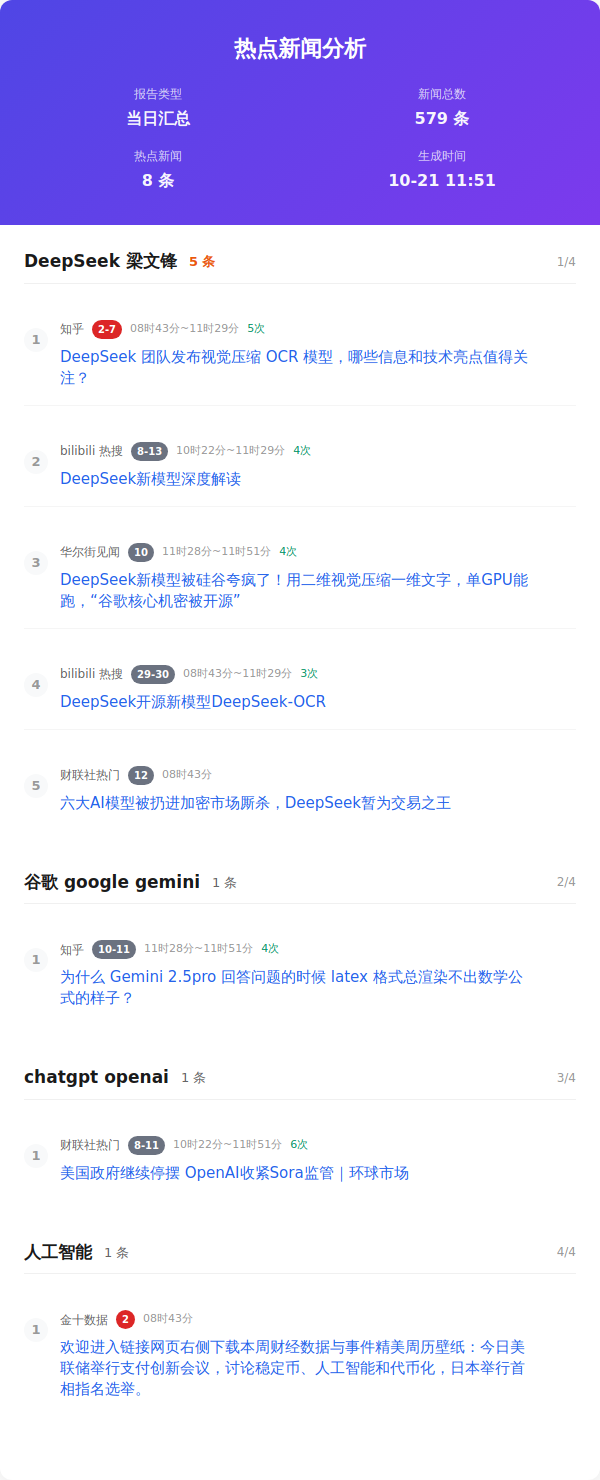 热点新闻分析
报告类型
新闻总数
当日汇总
579 条
热点新闻
生成时间
8 条
10-21 11:51
DeepSeek 梁文锋 5 条 1/4
1
知乎 2-7 08时43分~11时29分 5次
DeepSeek 团队发布视觉压缩 OCR 模型，哪些信息和技术亮点值得关
注？
2
bilibili 热搜 8-13 10时22分~11时29分 4次
DeepSeek新模型深度解读
3
华尔街见闻 10 11时28分~11时51分 4次
DeepSeek新模型被硅谷夸疯了！用二维视觉压缩一维文字，单GPU能
跑，“谷歌核心机密被开源”
4
bilibili 热搜 29-30 08时43分~11时29分 3次
DeepSeek开源新模型DeepSeek-OCR
5
财联社热门 12 08时43分
六大AI模型被扔进加密市场厮杀，DeepSeek暂为交易之王
谷歌 google gemini 1 条 2/4
1
知乎 10-11 11时28分~11时51分 4次
为什么 Gemini 2.5pro 回答问题的时候 latex 格式总渲染不出数学公
式的样子？
chatgpt openai 1 条 3/4
1
财联社热门 8-11 10时22分~11时51分 6次
美国政府继续停摆 OpenAI收紧Sora监管｜环球市场
人工智能 1 条 4/4
1
金十数据 2 08时43分
欢迎进入链接网页右侧下载本周财经数据与事件精美周历壁纸：今日美
联储举行支付创新会议，讨论稳定币、人工智能和代币化，日本举行首
相指名选举。